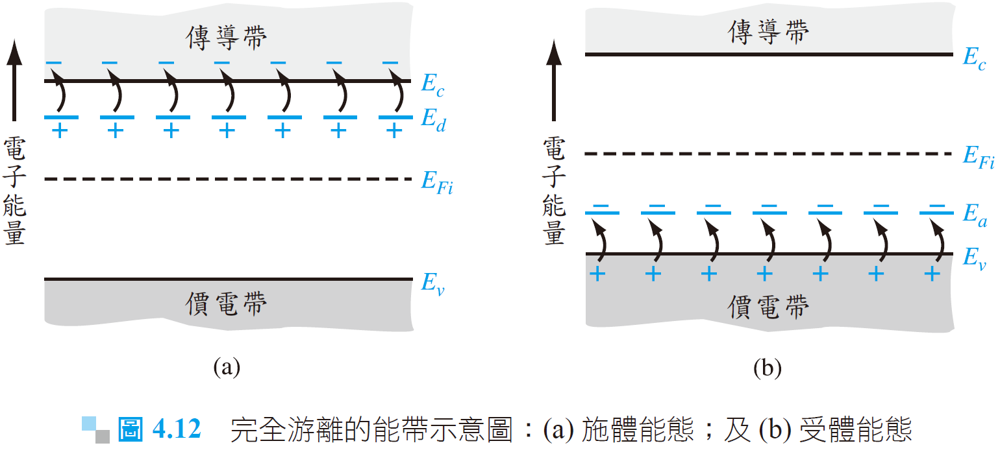 傳導帶
− − − − − − −
E_c
E_d
+ + + + + + +
電子能量
E_Fi
E_v
價電帶
(a)
傳導帶
E_c
電子能量
E_Fi
− − − − − − −
E_a
E_v
+ + + + + + +
價電帶
(b)
圖 4.12 完全游離的能帶示意圖：(a) 施體能態；及 (b) 受體能態